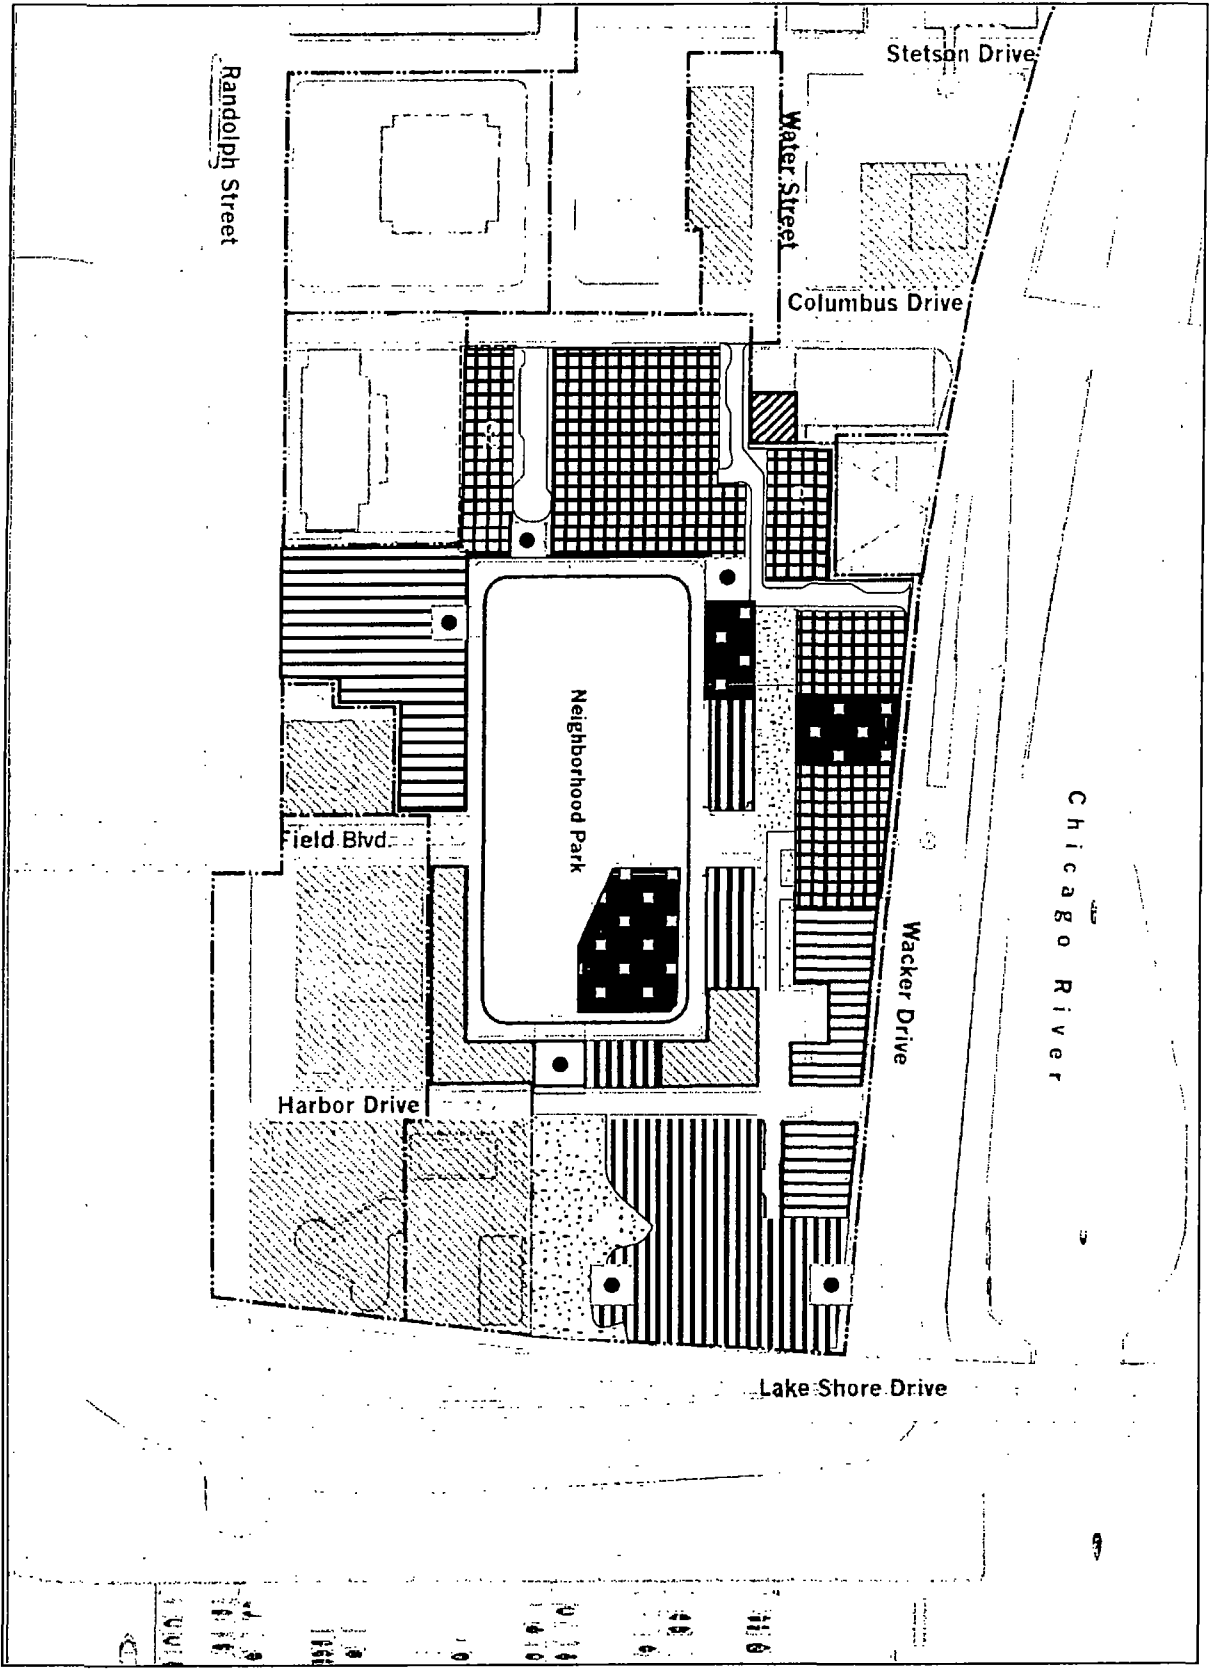 Stetson Drive
Randolph Street
Water Street
Columbus Drive
Neighborhood Park
Chicago River
Field Blvd.
Wacker Drive
Harbor Drive
Lake Shore Drive